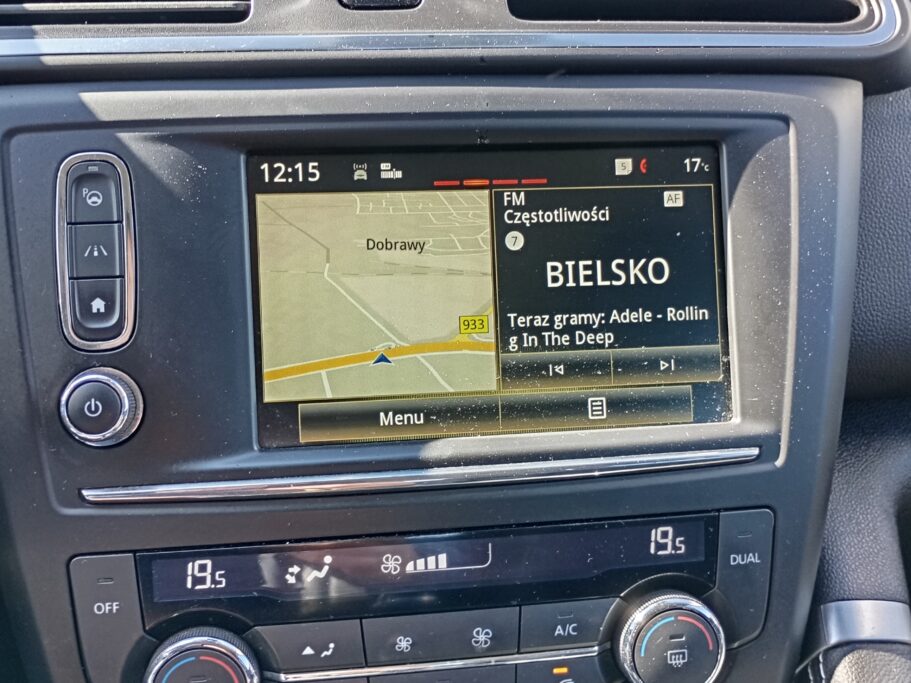 12:15
5
17°C
P
Dobrawy
933
FM
AF
Częstotliwości
7
BIELSKO
Teraz gramy: Adele - Rollin
g In The Deep
Menu
19.5
19.5
OFF
DUAL
A/C